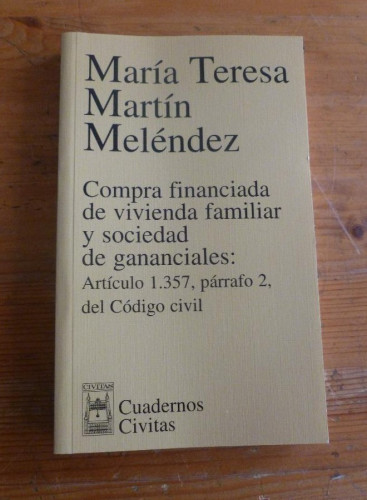 María Teresa
Martín
Meléndez
Compra financiada
de vivienda familiar
y sociedad
de gananciales:
Artículo 1.357, párrafo 2,
del Código civil
CIVITAS
Cuadernos
Civitas